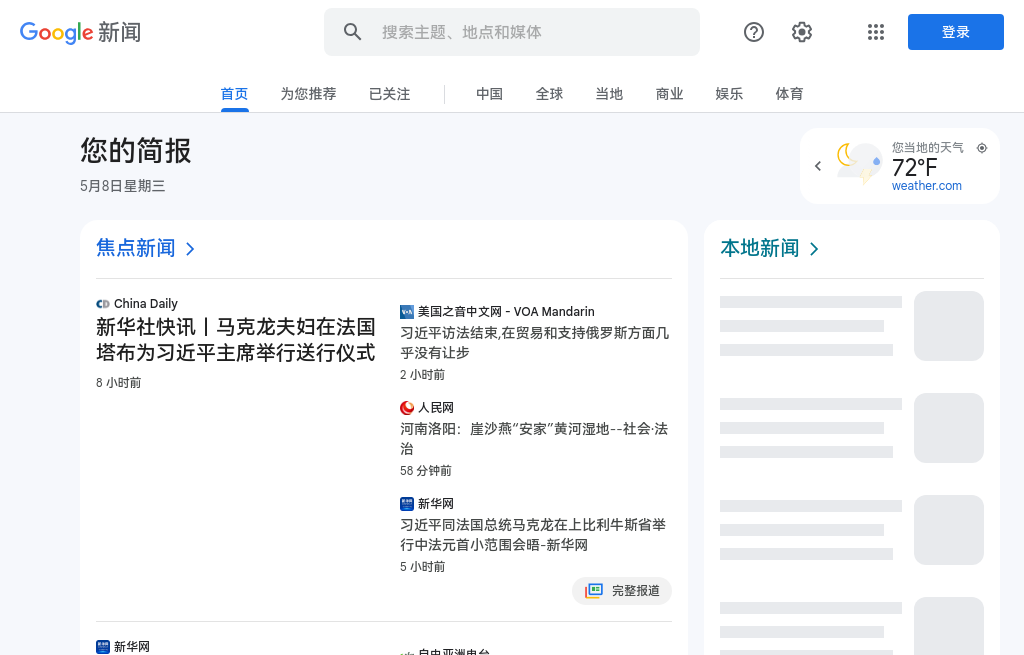 Google 新闻
搜索主题、地点和媒体
登录
首页
为您推荐
已关注
中国
全球
当地
商业
娱乐
体育
您的简报
5月8日星期三
您当地的天气
72°F
weather.com
焦点新闻
China Daily
新华社快讯丨马克龙夫妇在法国
塔布为习近平主席举行送行仪式
8 小时前
美国之音中文网 - VOA Mandarin
习近平访法结束,在贸易和支持俄罗斯方面几
乎没有让步
2 小时前
人民网
河南洛阳：崖沙燕“安家”黄河湿地--社会·法
治
58 分钟前
新华网
习近平同法国总统马克龙在上比利牛斯省举
行中法元首小范围会晤-新华网
5 小时前
完整报道
新华网
自由亚洲电台
本地新闻